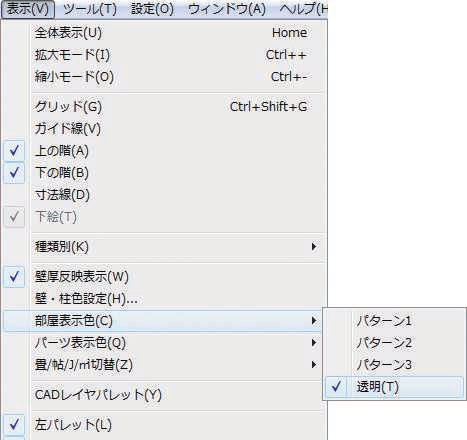 表示(V) ツール(T) 設定(O) ウィンドウ(A) ヘルプ(H
全体表示(U) Home
拡大モード(I) Ctrl++
縮小モード(O) Ctrl+-
グリッド(G) Ctrl+Shift+G
ガイド線(V)
上の階(A)
下の階(B)
寸法線(D)
下絵(T)
種類別(K)
壁厚反映表示(W)
壁・柱色設定(H)...
部屋表示色(C)
パーツ表示色(Q)
畳/帖/J/㎡切替(Z)
CADレイヤパレット(Y)
左パレット(L)
パターン1
パターン2
パターン3
透明(T)